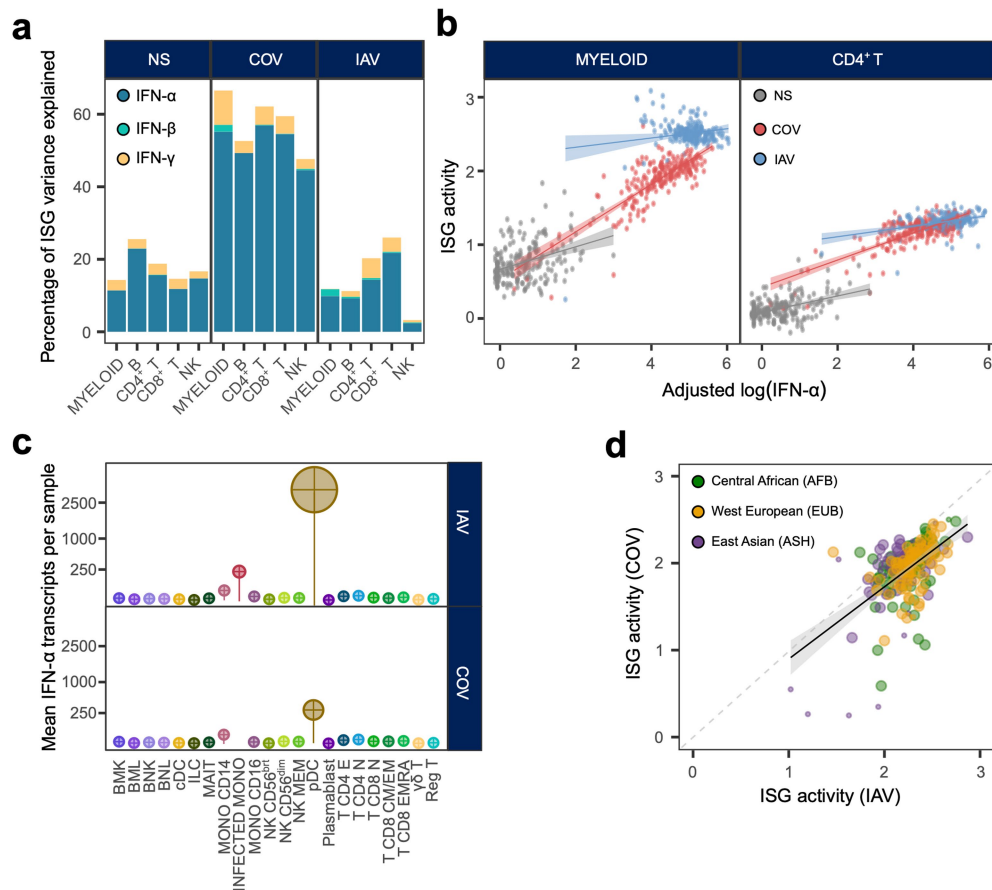 a
NS
COV
IAV
Percentage of ISG variance explained
60
40
20
0
IFN-α
IFN-β
IFN-γ
MYELOID
B
CD4⁺ T
CD8⁺ T
NK
MYELOID
B
CD4⁺ T
CD8⁺ T
NK
MYELOID
B
CD4⁺ T
CD8⁺ T
NK
b
MYELOID
CD4⁺ T
ISG activity
3
2
1
0
NS
COV
IAV
0
2
4
6
0
2
4
6
Adjusted log(IFN-α)
c
Mean IFN-α transcripts per sample
2500
1000
250
IAV
2500
1000
250
COV
BMK
BML
BNK
BNL
cDC
ILC
MAIT
MONO CD14
INFECTED MONO
MONO CD16
NK CD56brt
NK CD56dim
NK MEM
pDC
Plasmablast
T CD4 E
T CD4 N
T CD8 N
T CD8 CM/EM
T CD8 EMRA
γδ T
Reg T
d
ISG activity (COV)
3
2
1
0
Central African (AFB)
West European (EUB)
East Asian (ASH)
0
1
2
3
ISG activity (IAV)